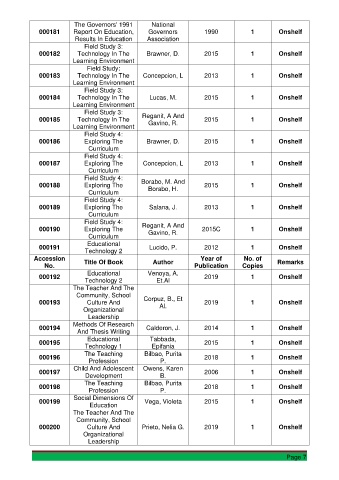 000181 The Governors' 1991 Report On Education, Results In Education National Governors Association 1990 1 Onshelf
000182 Field Study 3: Technology In The Learning Environment Brawner, D. 2015 1 Onshelf
000183 Field Study: Technology In The Learning Environment Concepcion, L 2013 1 Onshelf
000184 Field Study 3: Technology In The Learning Environment Lucas, M. 2015 1 Onshelf
000185 Field Study 3: Technology In The Learning Environment Reganit, A And Gavino, R. 2015 1 Onshelf
000186 Field Study 4: Exploring The Curriculum Brawner, D. 2015 1 Onshelf
000187 Field Study 4: Exploring The Curriculum Concepcion, L 2013 1 Onshelf
000188 Field Study 4: Exploring The Curriculum Borabo, M. And Borabo, H. 2015 1 Onshelf
000189 Field Study 4: Exploring The Curriculum Salana, J. 2013 1 Onshelf
000190 Field Study 4: Exploring The Curriculum Reganit, A And Gavino, R. 2015C 1 Onshelf
000191 Educational Technology 2 Lucido, P. 2012 1 Onshelf
Accession No. Title Of Book Author Year of Publication No. of Copies Remarks
000192 Educational Technology 2 Venoya, A. Et.Al 2019 1 Onshelf
000193 The Teacher And The Community, School Culture And Organizational Leadership Corpuz, B., Et Al. 2019 1 Onshelf
000194 Methods Of Research And Thesis Writing Calderon, J. 2014 1 Onshelf
000195 Educational Technology 1 Tabbada, Epifania 2015 1 Onshelf
000196 The Teaching Profession Bilbao, Purita P. 2018 1 Onshelf
000197 Child And Adolescent Development Owens, Karen B. 2006 1 Onshelf
000198 The Teaching Profession Bilbao, Purita P. 2018 1 Onshelf
000199 Social Dimensions Of Education Vega, Violeta 2015 1 Onshelf
000200 The Teacher And The Community, School Culture And Organizational Leadership Prieto, Nelia G. 2019 1 Onshelf
Page 7